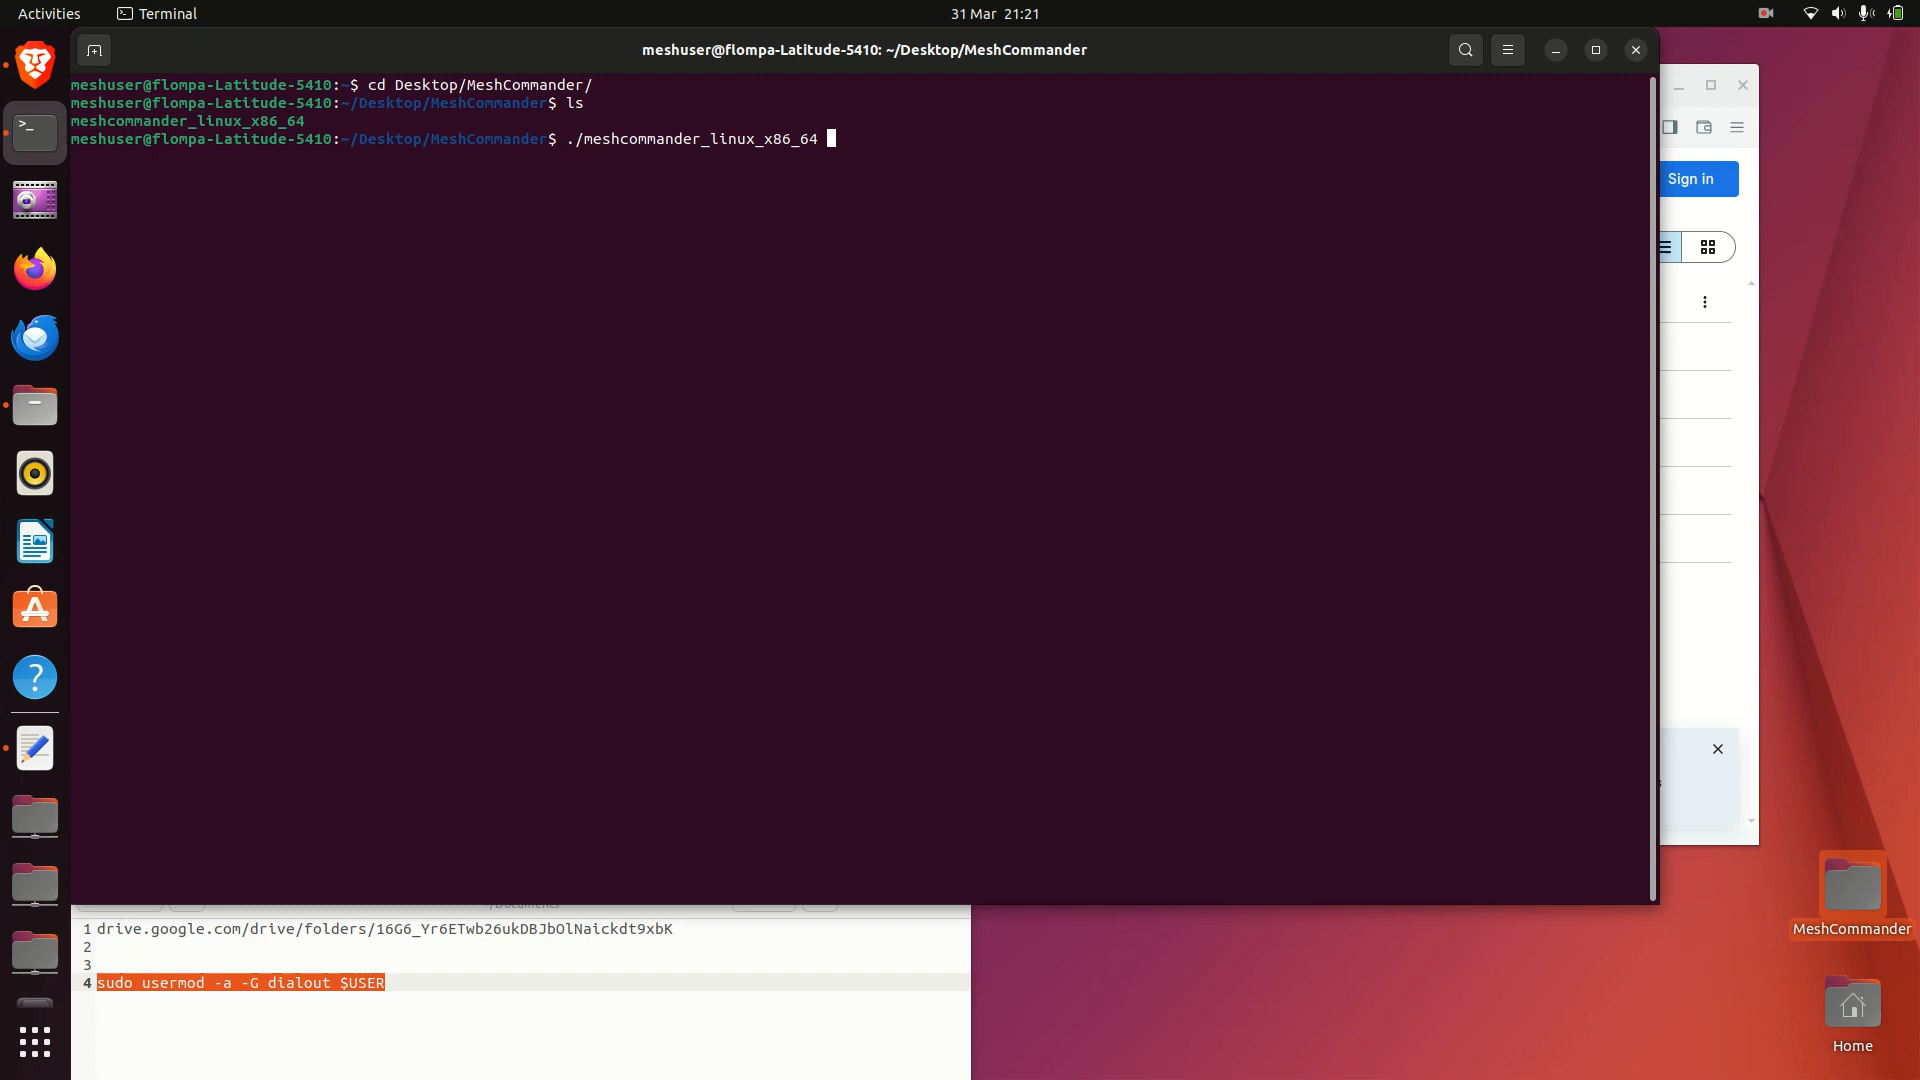 Activities
Terminal
31 Mar 21:21
meshuser@flompa-Latitude-5410: ~/Desktop/MeshCommander
meshuser@flompa-Latitude-5410:~$ cd Desktop/MeshCommander/
meshuser@flompa-Latitude-5410:~/Desktop/MeshCommander$ ls
meshcommander_linux_x86_64
meshuser@flompa-Latitude-5410:~/Desktop/MeshCommander$ ./meshcommander_linux_x86_64
Sign in
1 drive.google.com/drive/folders/16G6_Yr6ETwb26ukDBJbOlNaickdt9xbK
2
3
4 sudo usermod -a -G dialout $USER
MeshCommander
Home